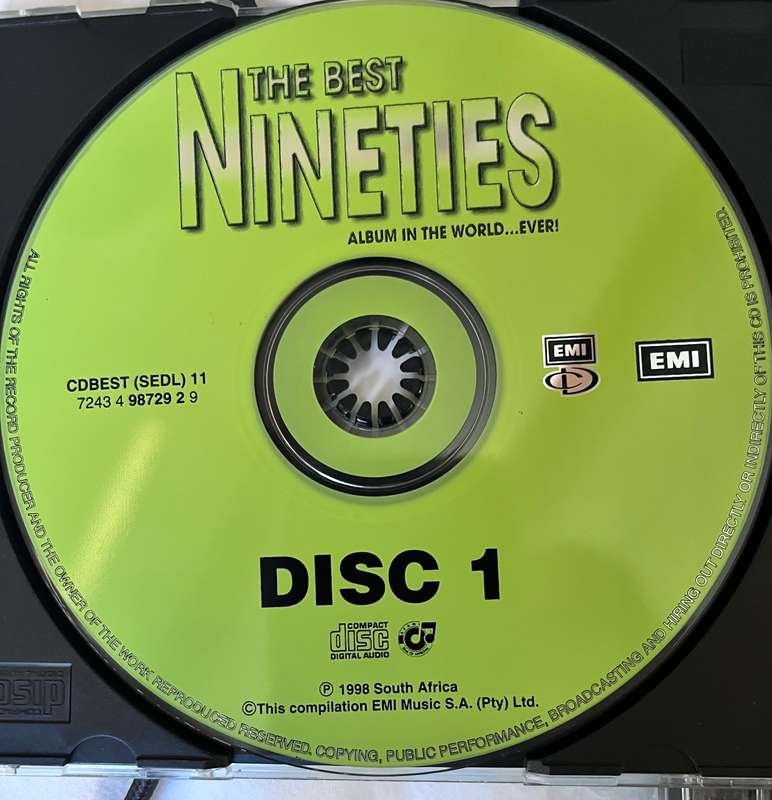 THE BEST
NINETIES
ALBUM IN THE WORLD...EVER!
EMI
EMI
CDBEST (SEDL) 11
7243 4 98729 2 9
DISC 1
COMPACT
disc
DIGITAL AUDIO
℗ 1998 South Africa
©This compilation EMI Music S.A. (Pty) Ltd.
ALL RIGHTS OF THE RECORD PRODUCER AND THE OWNER OF THE WORK REPRODUCED RESERVED. COPYING, PUBLIC PERFORMANCE, BROADCASTING AND HIRING OUT DIRECTLY OR INDIRECTLY OF THIS CD IS PROHIBITED.
disc